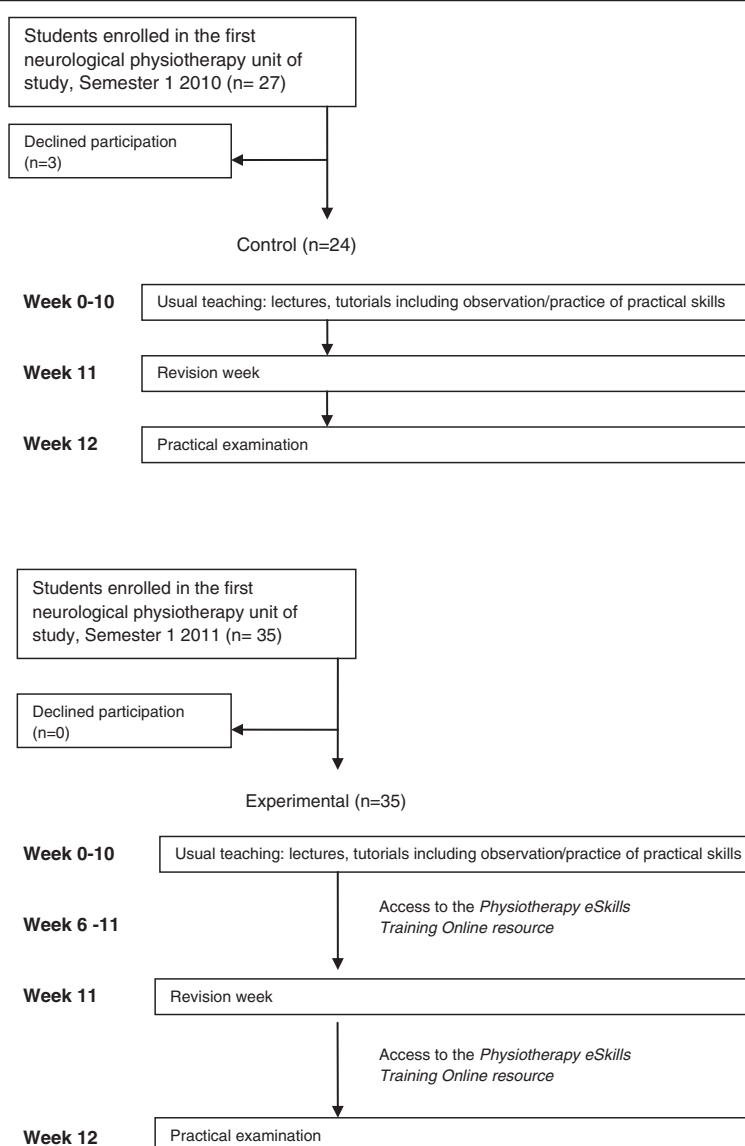 Students enrolled in the first
neurological physiotherapy unit of
study, Semester 1 2010 (n= 27)
Declined participation
(n=3)
Control (n=24)
Week 0-10
Usual teaching: lectures, tutorials including observation/practice of practical skills
Week 11
Revision week
Week 12
Practical examination
Students enrolled in the first
neurological physiotherapy unit of
study, Semester 1 2011 (n= 35)
Declined participation
(n=0)
Experimental (n=35)
Week 0-10
Usual teaching: lectures, tutorials including observation/practice of practical skills
Week 6 -11
Access to the Physiotherapy eSkills
Training Online resource
Week 11
Revision week
Access to the Physiotherapy eSkills
Training Online resource
Week 12
Practical examination